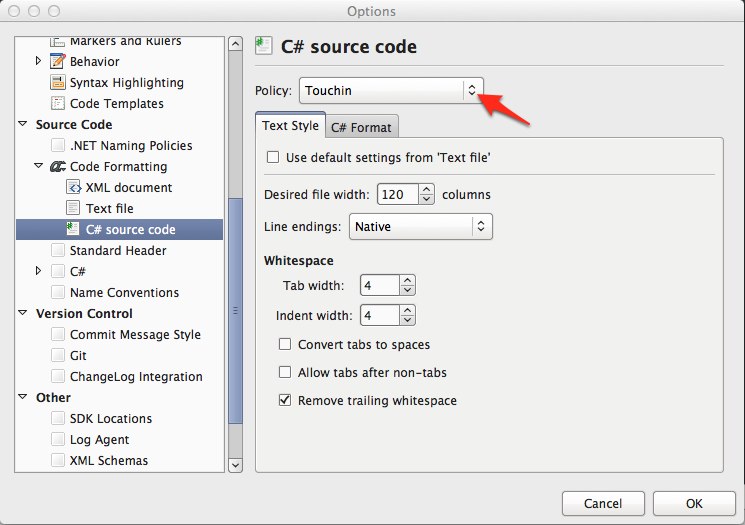 Options
Markers and Rulers
Behavior
Syntax Highlighting
Code Templates
Source Code
.NET Naming Policies
Code Formatting
XML document
Text file
C# source code
Standard Header
C#
Name Conventions
Version Control
Commit Message Style
Git
ChangeLog Integration
Other
SDK Locations
Log Agent
XML Schemas
C# source code
Policy: Touchin
Text Style C# Format
Use default settings from 'Text file'
Desired file width: 120 columns
Line endings: Native
Whitespace
Tab width: 4
Indent width: 4
Convert tabs to spaces
Allow tabs after non-tabs
Remove trailing whitespace
Cancel OK